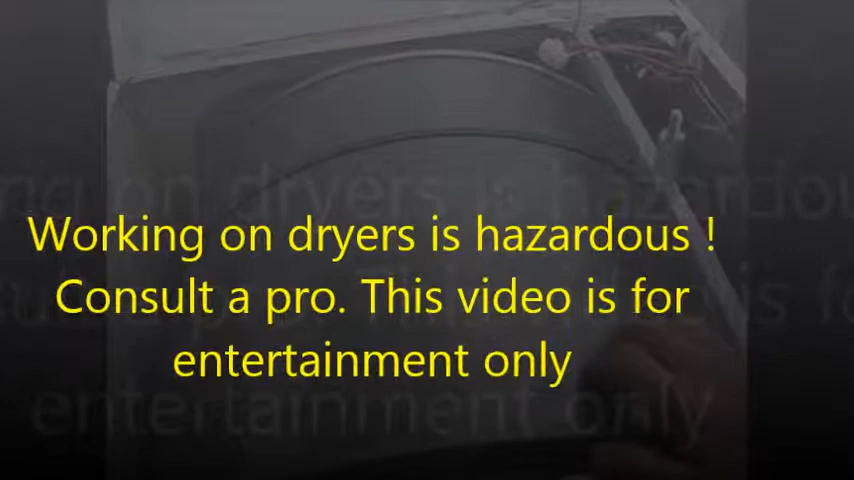 Working on dryers is hazardous !
Consult a pro. This video is for
entertainment only